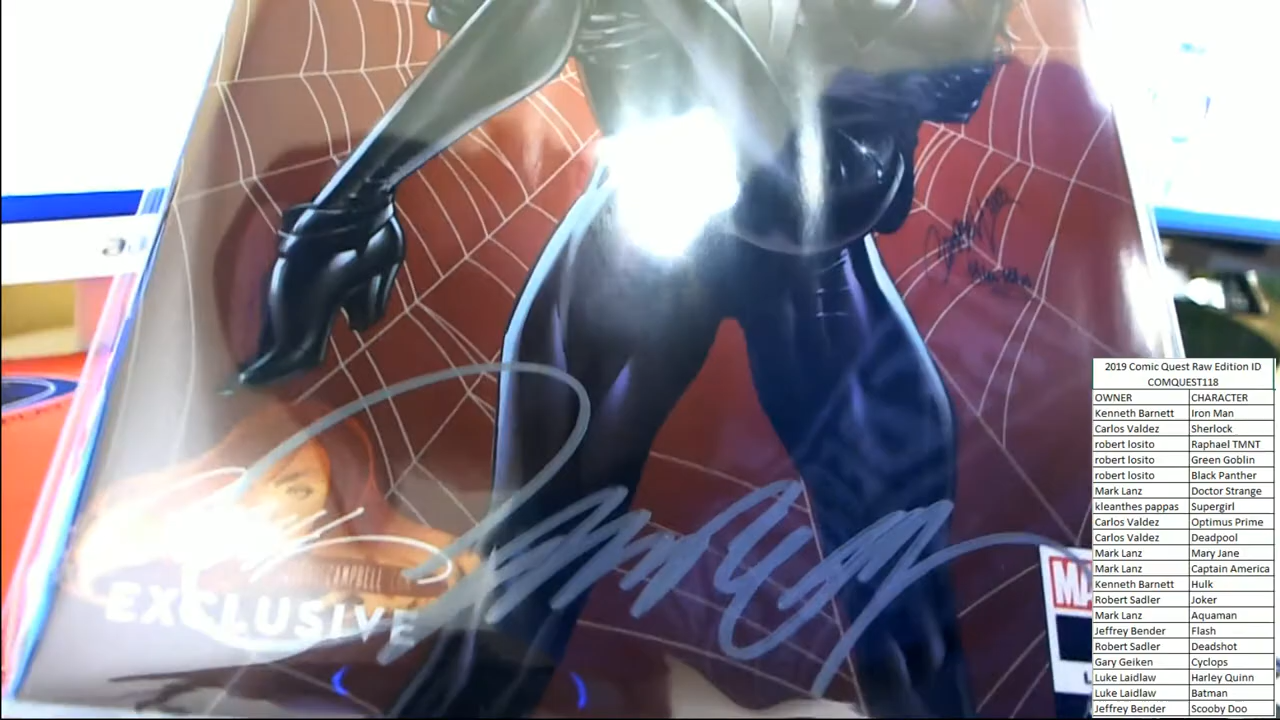 2019 Comic Quest Raw Edition ID
COMQUEST118
OWNER CHARACTER
Kenneth Barnett Iron Man
Carlos Valdez Sherlock
robert losito Raphael TMNT
robert losito Green Goblin
robert losito Black Panther
Mark Lanz Doctor Strange
kleanthes pappas Supergirl
Carlos Valdez Optimus Prime
Carlos Valdez Deadpool
Mark Lanz Mary Jane
Mark Lanz Captain America
Kenneth Barnett Hulk
Robert Sadler Joker
Mark Lanz Aquaman
Jeffrey Bender Flash
Robert Sadler Deadshot
Gary Geiken Cyclops
Luke Laidlaw Harley Quinn
Luke Laidlaw Batman
Jeffrey Bender Scooby Doo
CAMPBELL
EXCLUSIVE
MA